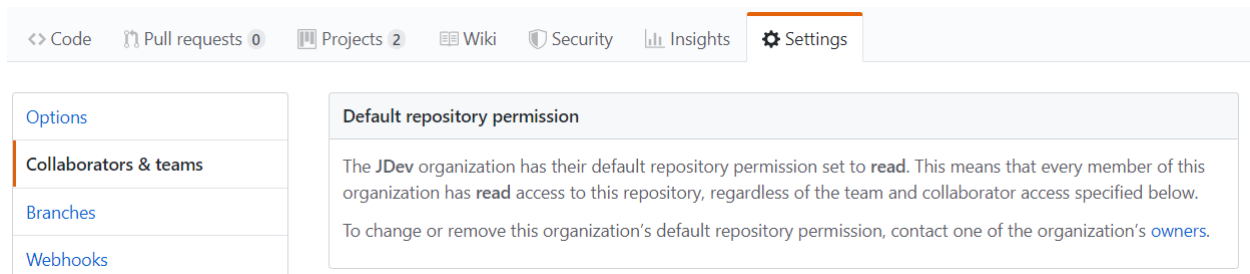 Code Pull requests 0 Projects 2 Wiki Security Insights Settings
Options
Collaborators & teams
Branches
Webhooks
Default repository permission
The JDev organization has their default repository permission set to read. This means that every member of this
organization has read access to this repository, regardless of the team and collaborator access specified below.
To change or remove this organization's default repository permission, contact one of the organization's owners.